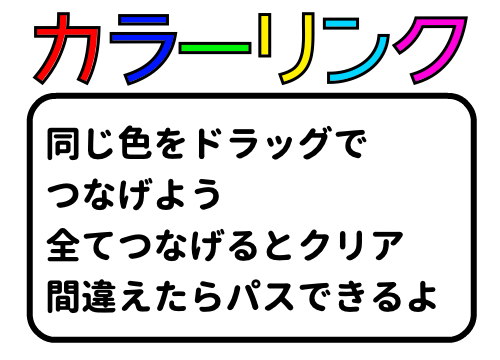 カラーリンク
同じ色をドラッグで
つなげよう
全てつなげるとクリア
間違えたらパスできるよ